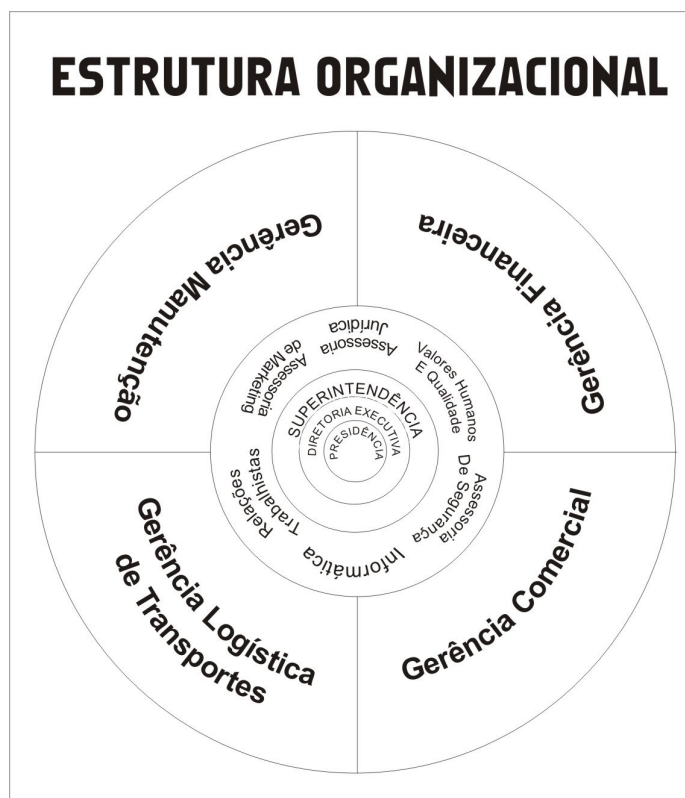 ESTRUTURA ORGANIZACIONAL
Gerência Manutenção
Gerência Financeira
Assessoria
Jurídica
Assessoria
de Marketing
Valores Humanos
E Qualidade
SUPERINTENDÊNCIA
DIRETORIA EXECUTIVA
PRESIDÊNCIA
Relações
Trabalhistas
Assessoria
De Segurança
Informática
Gerência Logística
de Transportes
Gerência Comercial